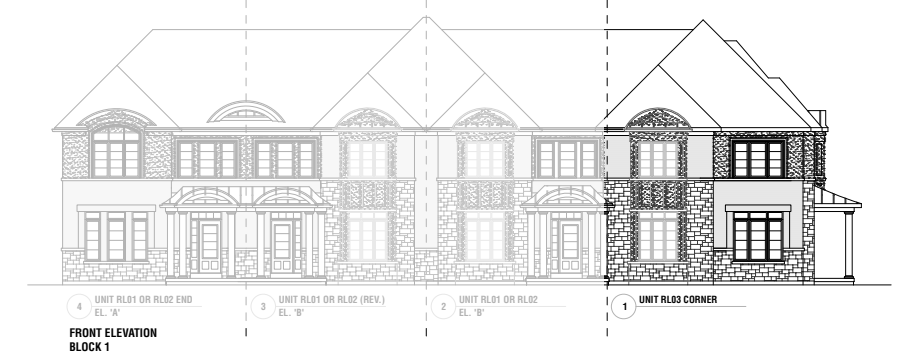 4 UNIT RL01 OR RL02 END
EL. 'A'
3 UNIT RL01 OR RL02 (REV.)
EL. 'B'
2 UNIT RL01 OR RL02
EL. 'B'
1 UNIT RL03 CORNER
FRONT ELEVATION
BLOCK 1